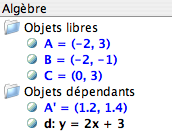 Algèbre
Objets libres
A = (-2, 3)
B = (-2, -1)
C = (0, 3)
Objets dépendants
A' = (1.2, 1.4)
d: y = 2x + 3